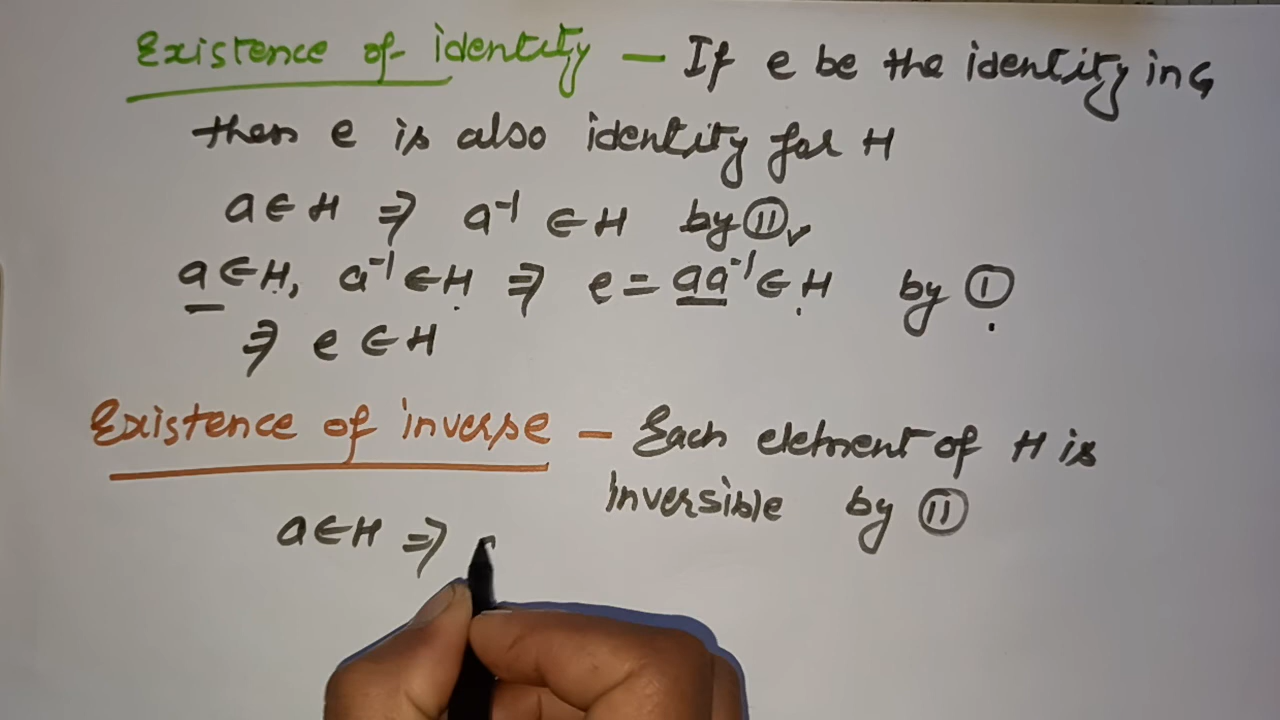 Existence of identity — If e be the identity in G
then e is also identity for H
a ∈ H ⇒ a⁻¹ ∈ H by (II) ✓
a ∈ H, a⁻¹ ∈ H ⇒ e = aa⁻¹ ∈ H by (I)
⇒ e ∈ H
Existence of inverse — Each element of H is
inversible by (II)
a ∈ H ⇒